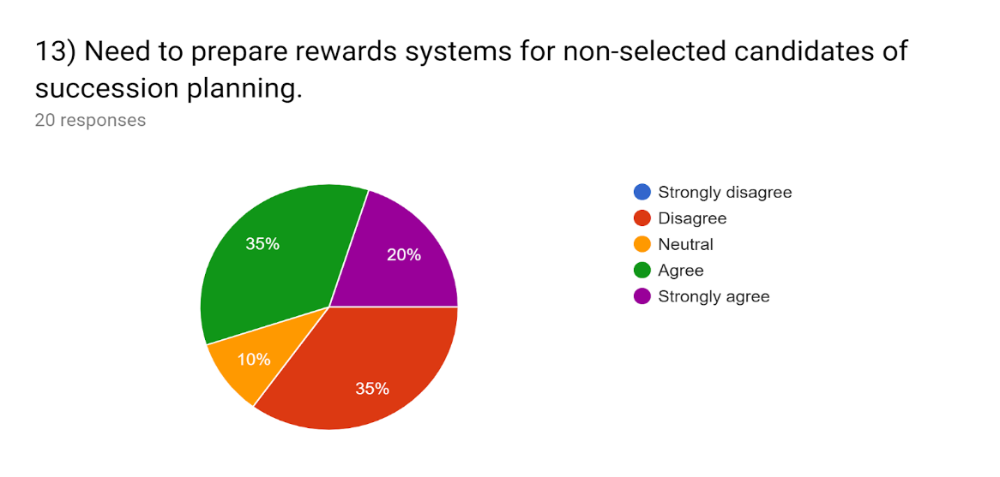 13) Need to prepare rewards systems for non-selected candidates of
succession planning.
20 responses
35%
20%
10%
35%
Strongly disagree
Disagree
Neutral
Agree
Strongly agree